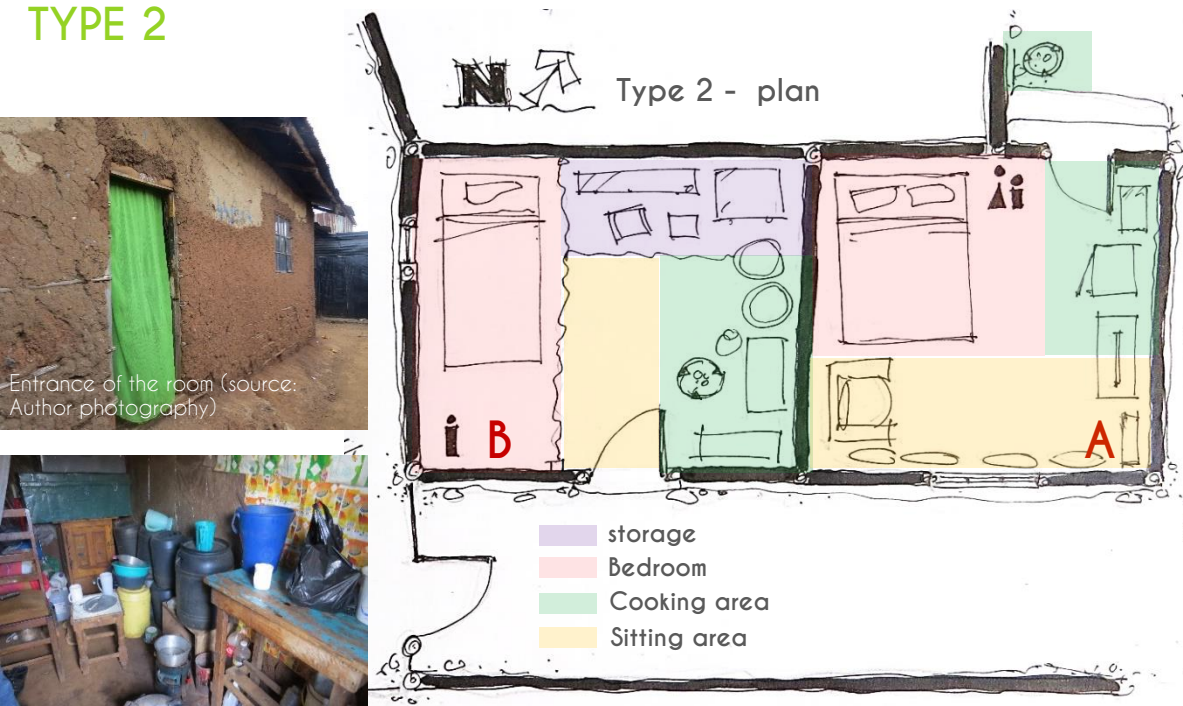 TYPE 2
N
Type 2 - plan
Entrance of the room (source:
Author photography)
B
A
storage
Bedroom
Cooking area
Sitting area